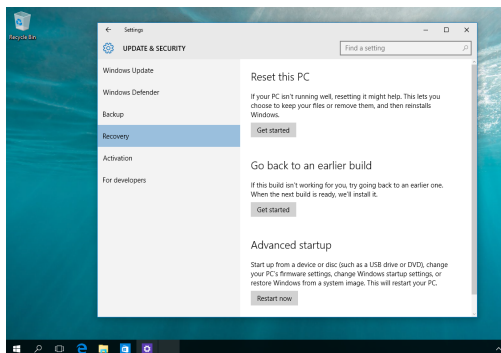 Recycle Bin
Settings
UPDATE & SECURITY
Find a setting
Windows Update
Windows Defender
Backup
Recovery
Activation
For developers
Reset this PC
If your PC isn't running well, resetting it might help. This lets you
choose to keep your files or remove them, and then reinstalls
Windows.
Get started
Go back to an earlier build
If this build isn't working for you, try going back to an earlier one.
When the next build is ready, we'll install it.
Get started
Advanced startup
Start up from a device or disc (such as a USB drive or DVD), change
your PC's firmware settings, change Windows startup settings, or
restore Windows from a system image. This will restart your PC.
Restart now